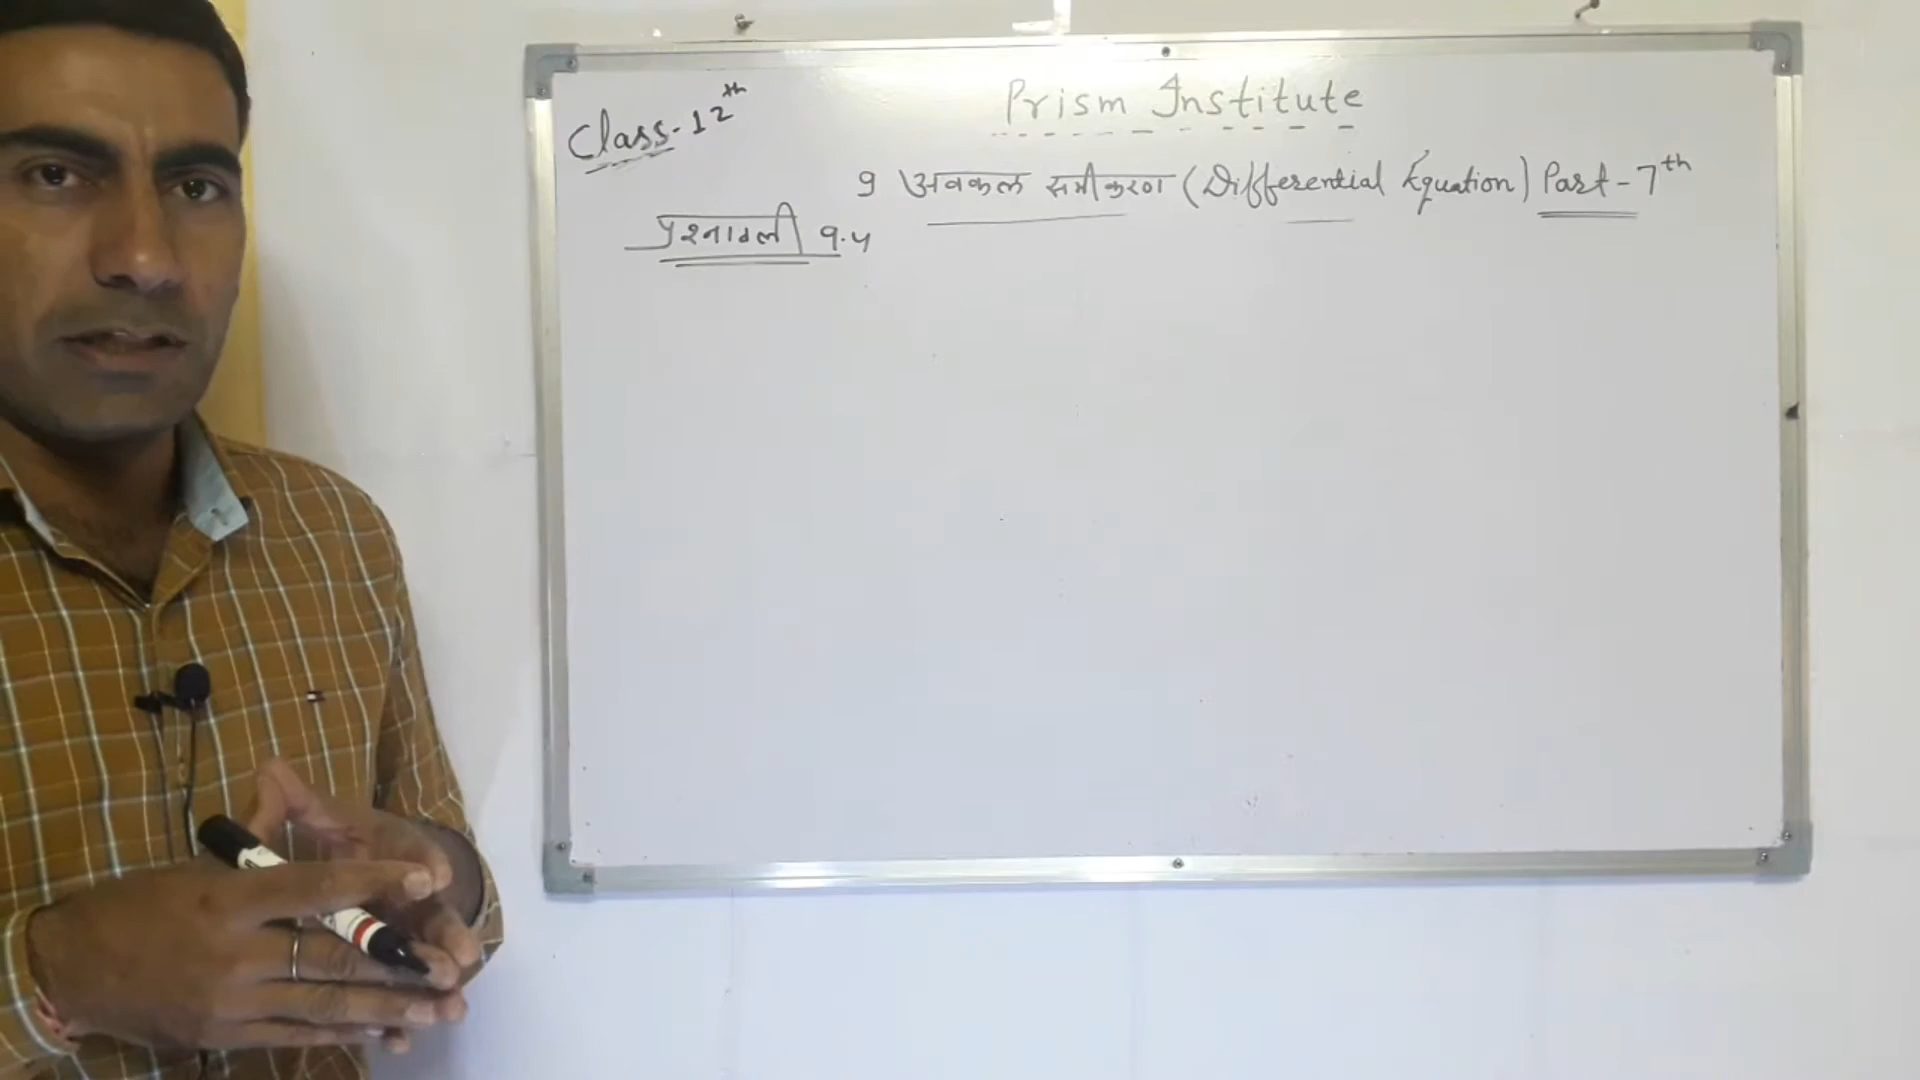 Class-12th
Prism Institute
9 अवकल समीकरण (Differential Equation) Part-7th
प्रश्नावली 9.4